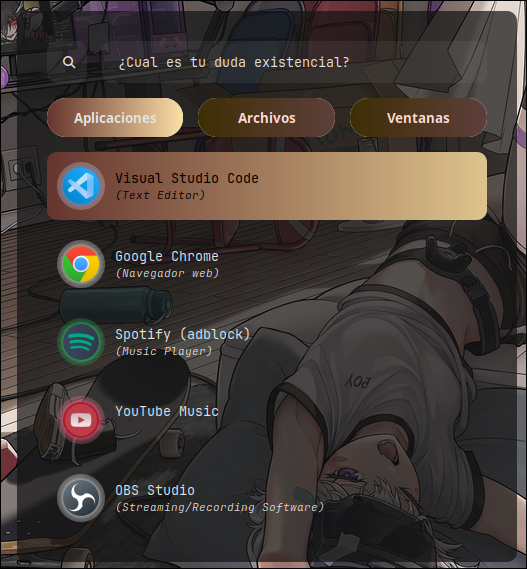 ¿Cual es tu duda existencial?
Aplicaciones
Archivos
Ventanas
Visual Studio Code
(Text Editor)
Google Chrome
(Navegador web)
Spotify (adblock)
(Music Player)
YouTube Music
OBS Studio
(Streaming/Recording Software)